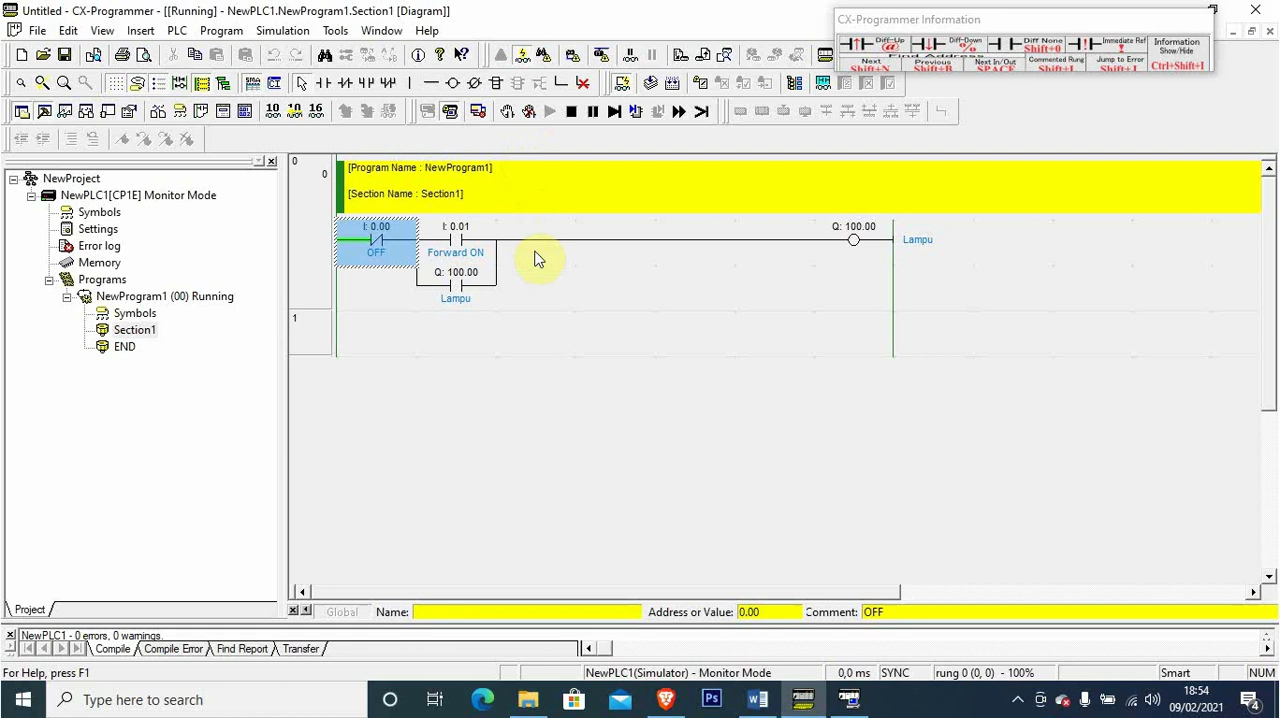 Untitled - CX-Programmer - [[Running] - NewPLC1.NewProgram1.Section1 [Diagram]]
CX-Programmer Information
File Edit View Insert PLC Program Simulation Tools Window Help
Diff-Up @
Diff-Down %
Diff None Shift+0
Immediate Ref !
Information Show/Hide Ctrl+Shift+I
Next Shift+N
Previous Shift+B
Next In/Out SPACE
Commented Rung Shift+L
Jump to Error Shift+J
10 10 16
NewProject
NewPLC1[CP1E] Monitor Mode
Symbols
Settings
Error log
Memory
Programs
NewProgram1 (00) Running
Symbols
Section1
END
Project
0
0
[Program Name : NewProgram1]
[Section Name : Section1]
I: 0.00
OFF
I: 0.01
Forward ON
Q: 100.00
Lampu
Q: 100.00
Lampu
1
Global Name: Address or Value: 0.00 Comment: OFF
NewPLC1 - 0 errors, 0 warnings.
Compile Compile Error Find Report Transfer
For Help, press F1
NewPLC1(Simulator) - Monitor Mode 0,0 ms SYNC rung 0 (0, 0) - 100% Smart NUM
Type here to search
18:54
09/02/2021
4